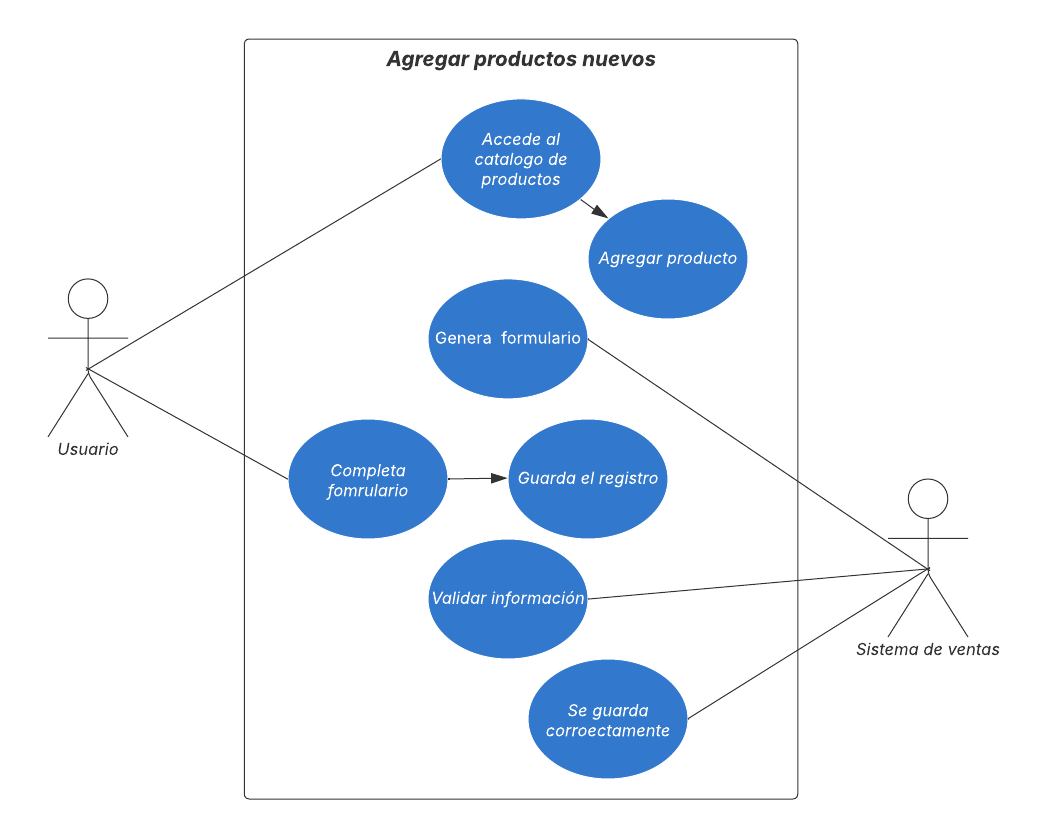 Agregar productos nuevos
Accede al
catalogo de
productos
Agregar producto
Genera formulario
Usuario
Completa
fomrulario
Guarda el registro
Validar información
Sistema de ventas
Se guarda
corroectamente